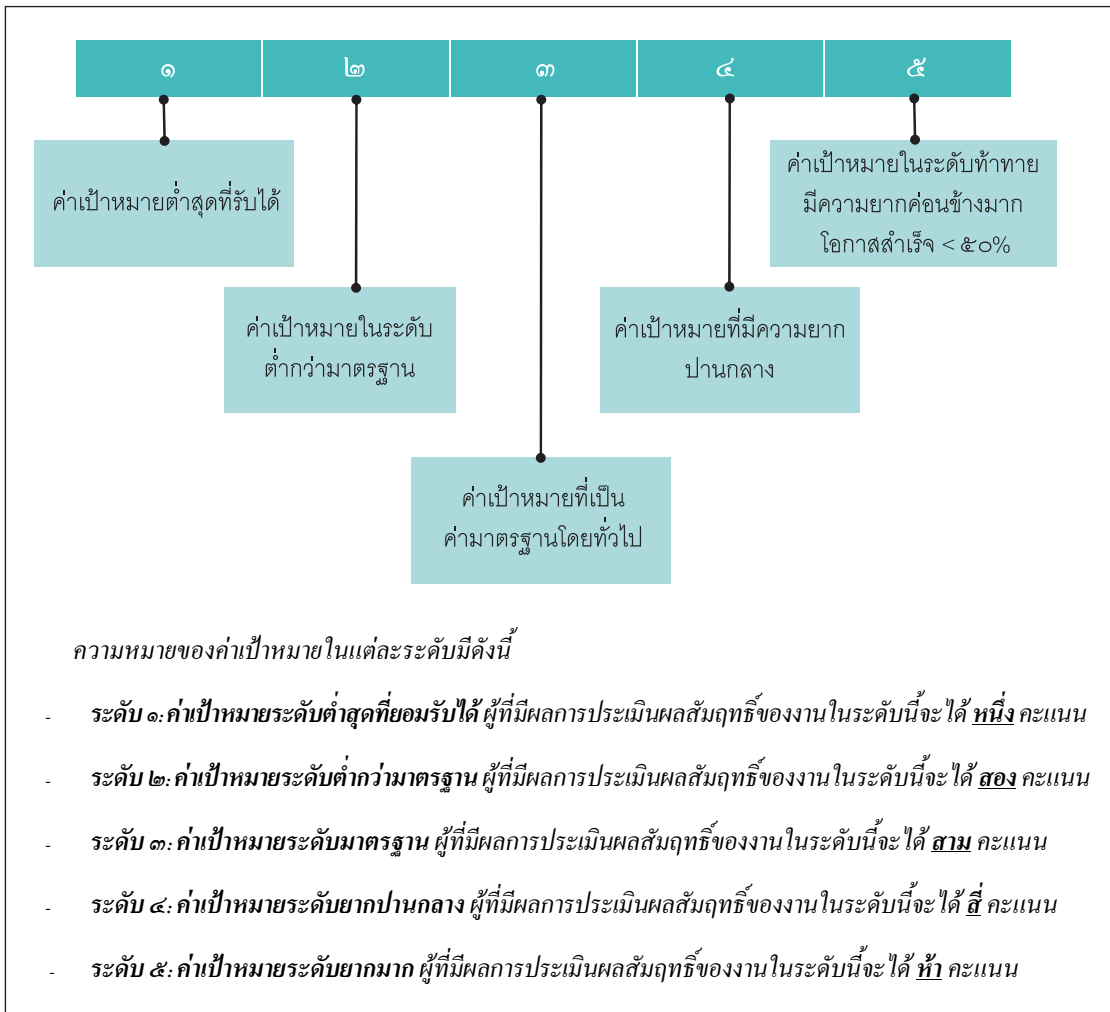 ๑ ๒ ๓ ๔ ๕
ค่าเป้าหมายต่ำสุดที่รับได้
ค่าเป้าหมายในระดับ
ต่ำกว่ามาตรฐาน
ค่าเป้าหมายที่เป็น
ค่ามาตรฐานโดยทั่วไป
ค่าเป้าหมายที่มีความยาก
ปานกลาง
ค่าเป้าหมายในระดับท้าทาย
มีความยากค่อนข้างมาก
โอกาสสำเร็จ < ๕๐%
ความหมายของค่าเป้าหมายในแต่ละระดับมีดังนี้
- ระดับ ๑: ค่าเป้าหมายระดับต่ำสุดที่ยอมรับได้ ผู้ที่มีผลการประเมินผลสัมฤทธิ์ของงานในระดับนี้จะได้ หนึ่ง คะแนน
- ระดับ ๒: ค่าเป้าหมายระดับต่ำกว่ามาตรฐาน ผู้ที่มีผลการประเมินผลสัมฤทธิ์ของงานในระดับนี้จะได้ สอง คะแนน
- ระดับ ๓: ค่าเป้าหมายระดับมาตรฐาน ผู้ที่มีผลการประเมินผลสัมฤทธิ์ของงานในระดับนี้จะได้ สาม คะแนน
- ระดับ ๔: ค่าเป้าหมายระดับยากปานกลาง ผู้ที่มีผลการประเมินผลสัมฤทธิ์ของงานในระดับนี้จะได้ สี่ คะแนน
- ระดับ ๕: ค่าเป้าหมายระดับยากมาก ผู้ที่มีผลการประเมินผลสัมฤทธิ์ของงานในระดับนี้จะได้ ห้า คะแนน